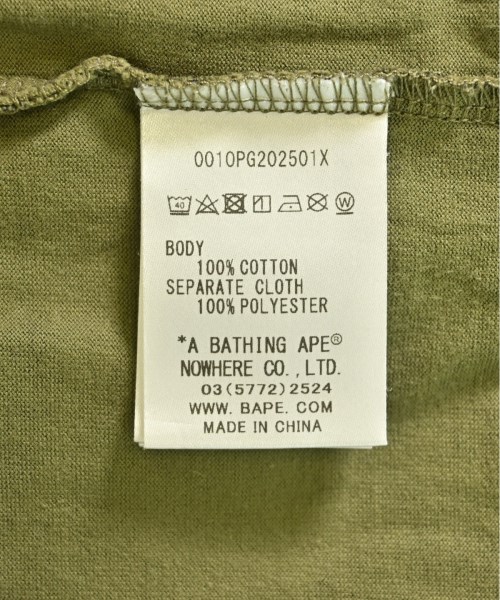 0010PG202501X
40 W
BODY
100% COTTON
SEPARATE CLOTH
100% POLYESTER
*A BATHING APE®
NOWHERE CO.,LTD.
03(5772)2524
WWW. BAPE. COM
MADE IN CHINA